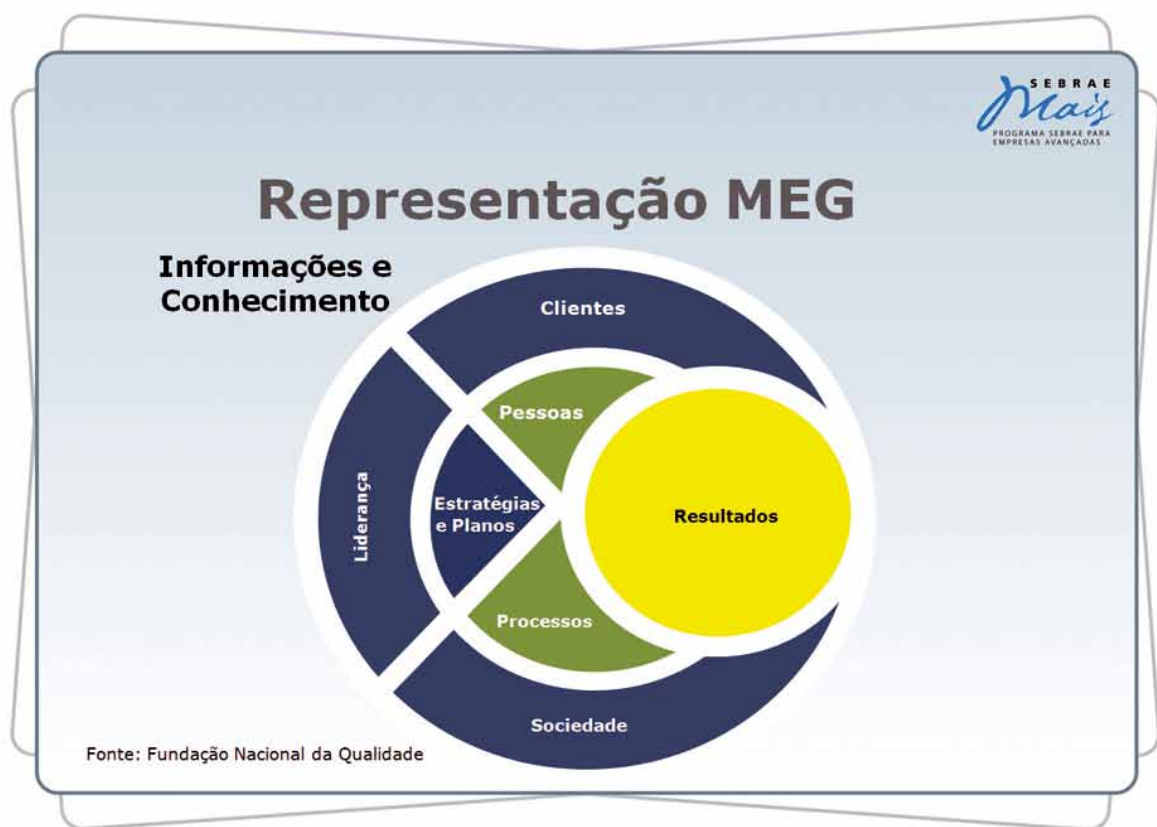 SEBRAE
Mais
PROGRAMA SEBRAE PARA
EMPRESAS AVANÇADAS
Representação MEG
Informações e
Conhecimento
Clientes
Pessoas
Liderança
Estratégias
e Planos
Resultados
Processos
Sociedade
Fonte: Fundação Nacional da Qualidade